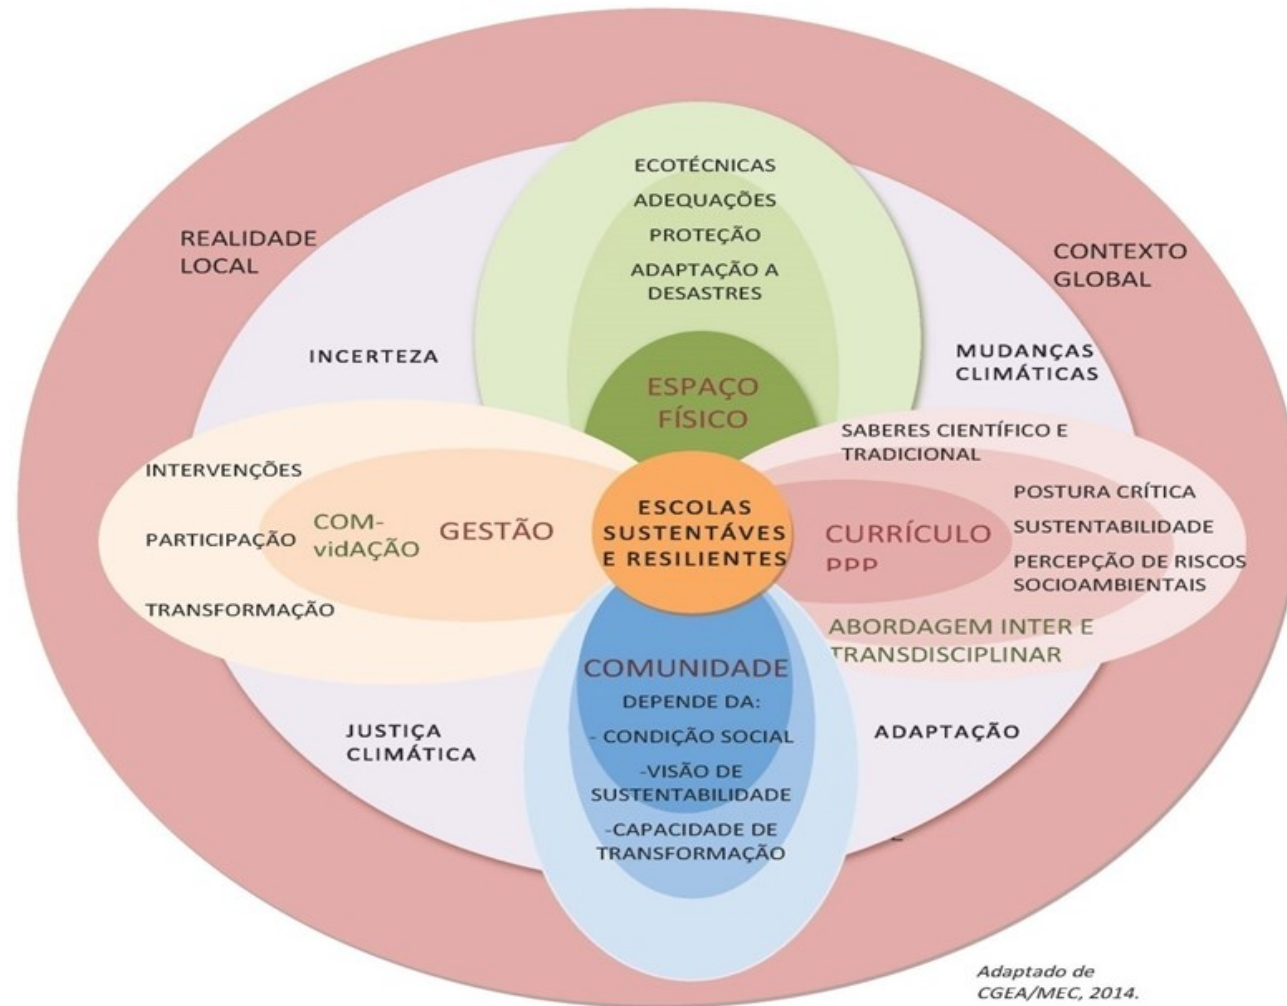 ECOTÉCNICAS
ADEQUAÇÕES
PROTEÇÃO
ADAPTAÇÃO A
DESASTRES
REALIDADE
LOCAL
CONTEXTO
GLOBAL
INCERTEZA
MUDANÇAS
CLIMÁTICAS
ESPAÇO
FÍSICO
INTERVENÇÕES
PARTICIPAÇÃO
TRANSFORMAÇÃO
COM-
vidAÇÃO
GESTÃO
ESCOLAS
SUSTENTÁVES
E RESILIENTES
SABERES CIENTÍFICO E
TRADICIONAL
CURRÍCULO
PPP
POSTURA CRÍTICA
SUSTENTABILIDADE
PERCEPÇÃO DE RISCOS
SOCIOAMBIENTAIS
ABORDAGEM INTER E
TRANSDISCIPLINAR
COMUNIDADE
DEPENDE DA:
- CONDIÇÃO SOCIAL
-VISÃO DE
SUSTENTABILIDADE
-CAPACIDADE DE
TRANSFORMAÇÃO
JUSTIÇA
CLIMÁTICA
ADAPTAÇÃO
Adaptado de
CGEA/MEC, 2014.